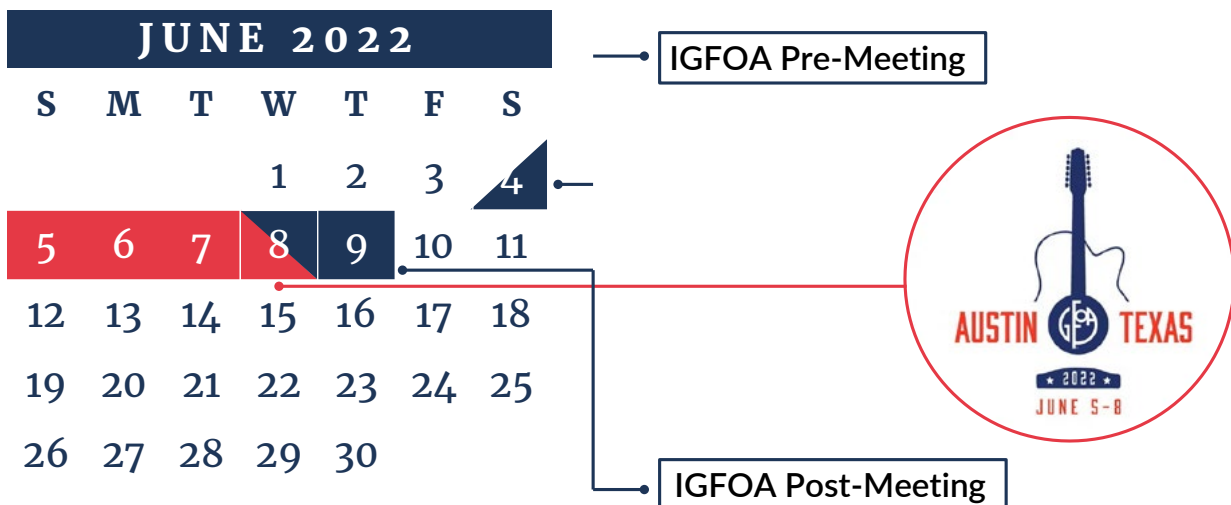 JUNE 2022
IGFOA Pre-Meeting
S M T W T F S
1 2 3 4
5 6 7 8 9 10 11
12 13 14 15 16 17 18
19 20 21 22 23 24 25
26 27 28 29 30
AUSTIN GFOA TEXAS
★ 2022 ★
JUNE 5-8
IGFOA Post-Meeting